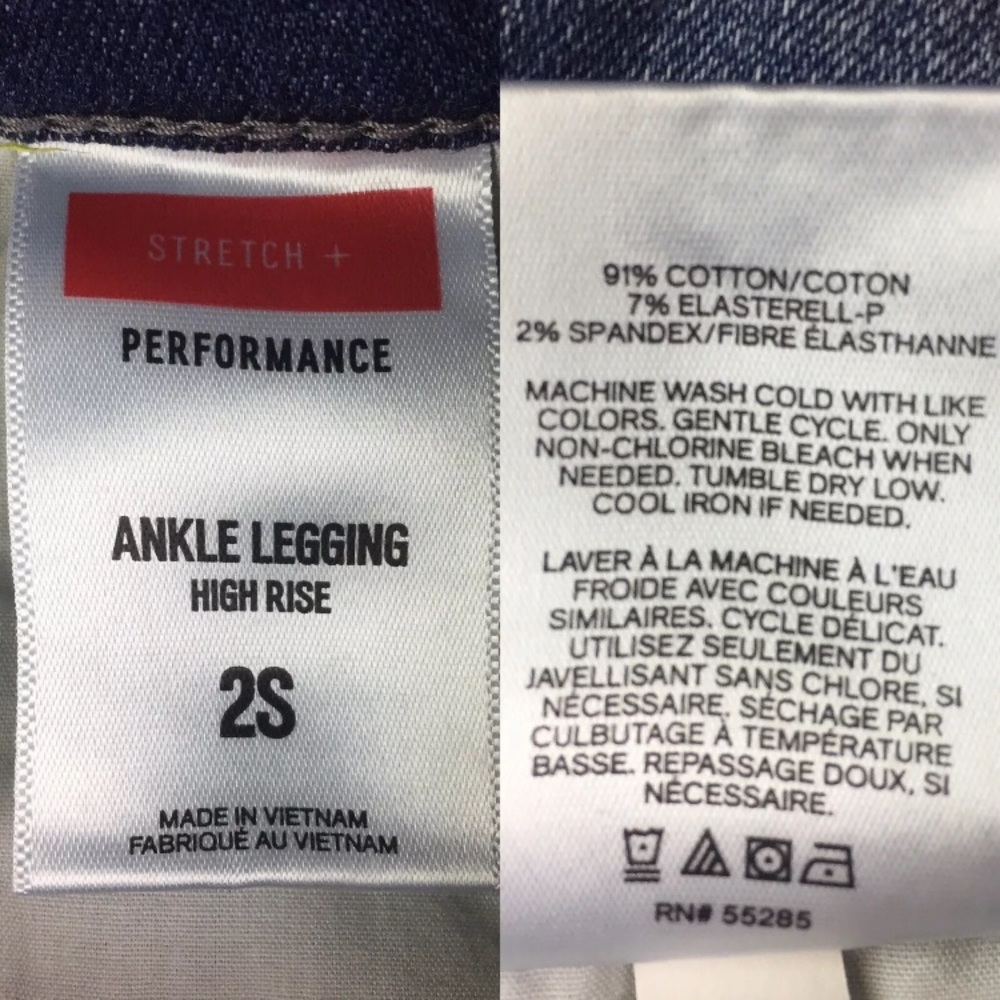 STRETCH +
PERFORMANCE
ANKLE LEGGING
HIGH RISE
2S
MADE IN VIETNAM
FABRIQUÉ AU VIETNAM
91% COTTON/COTON
7% ELASTERELL-P
2% SPANDEX/FIBRE ÉLASTHANNE
MACHINE WASH COLD WITH LIKE
COLORS. GENTLE CYCLE. ONLY
NON-CHLORINE BLEACH WHEN
NEEDED. TUMBLE DRY LOW.
COOL IRON IF NEEDED.
LAVER À LA MACHINE À L'EAU
FROIDE AVEC COULEURS
SIMILAIRES. CYCLE DÉLICAT.
UTILISEZ SEULEMENT DU
JAVELLISANT SANS CHLORE, SI
NÉCESSAIRE. SÉCHAGE PAR
CULBUTAGE À TEMPÉRATURE
BASSE. REPASSAGE DOUX, SI
NÉCESSAIRE.
RN# 55285